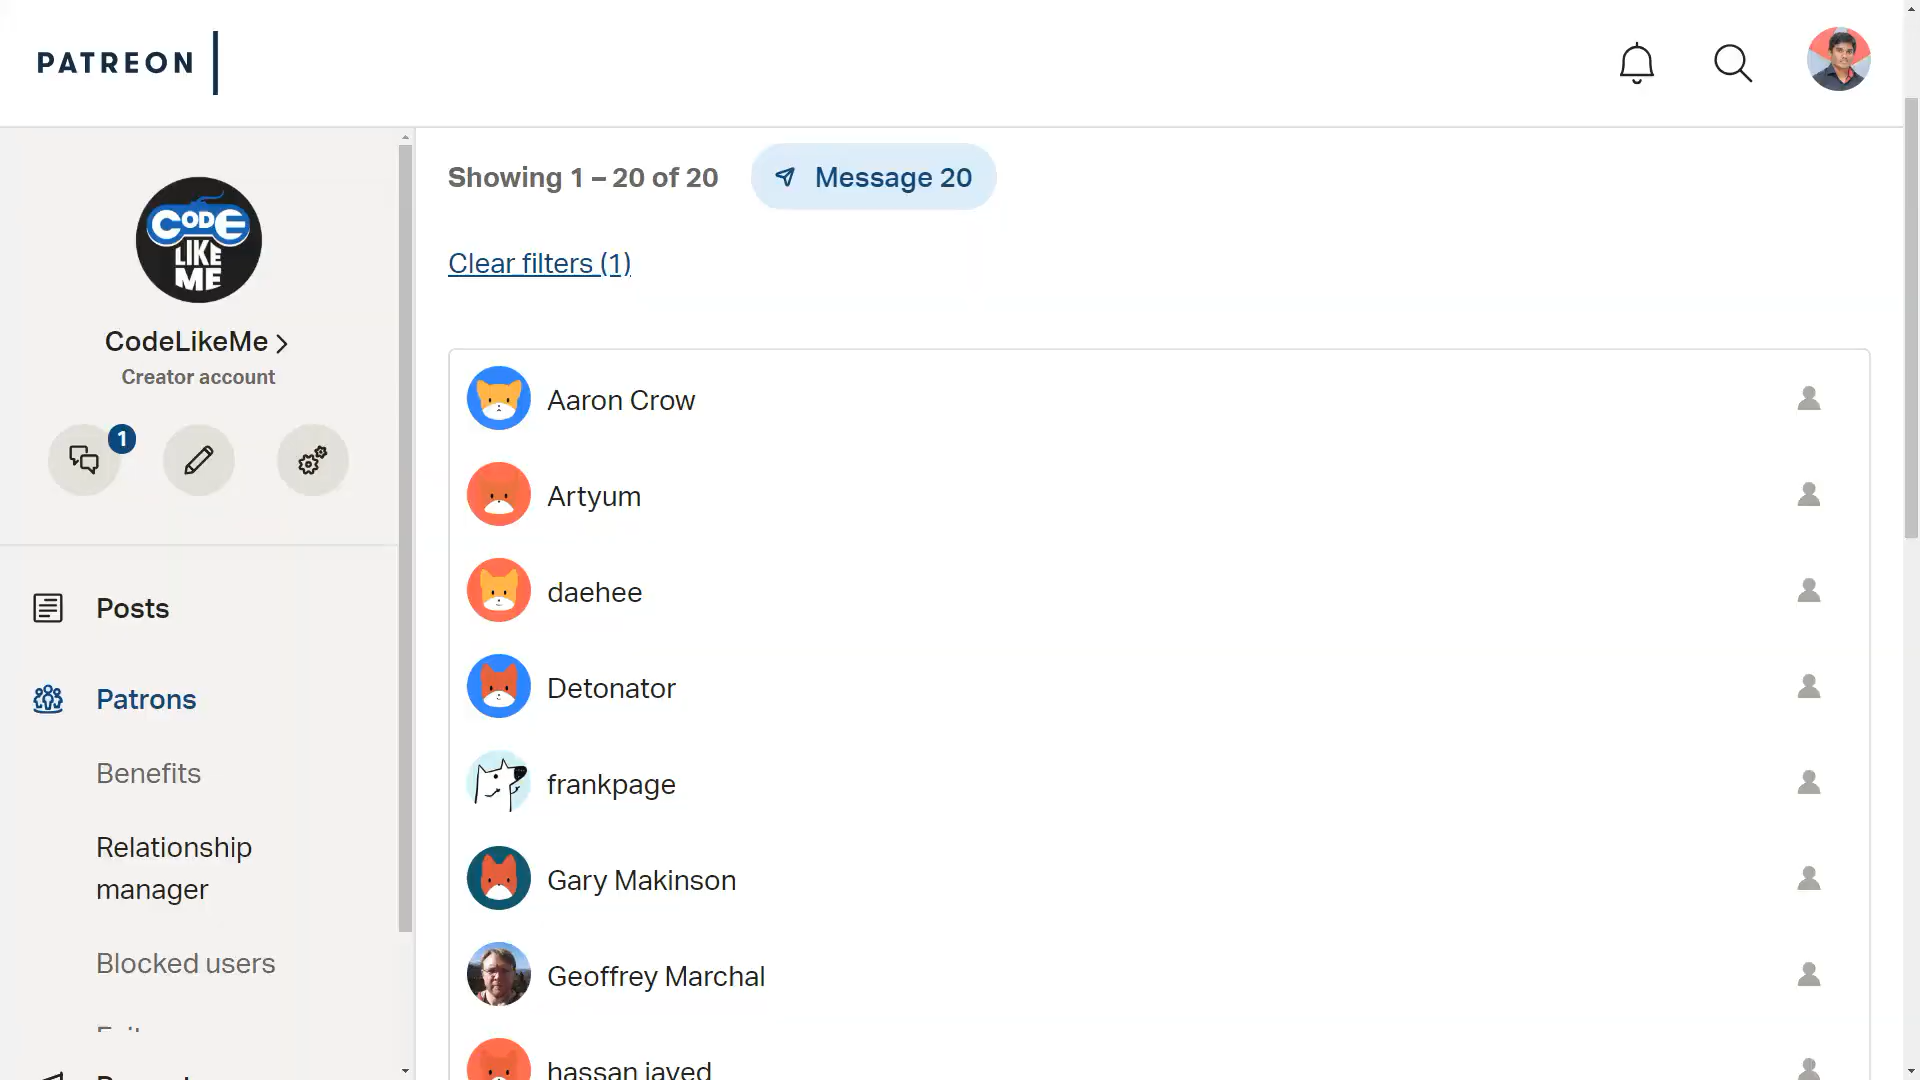 PATREON
Showing 1 – 20 of 20
Message 20
Clear filters (1)
CODE
LIKE
ME
CodeLikeMe
Creator account
1
Posts
Patrons
Benefits
Relationship
manager
Blocked users
Aaron Crow
Artyum
daehee
Detonator
frankpage
Gary Makinson
Geoffrey Marchal
hassan javed